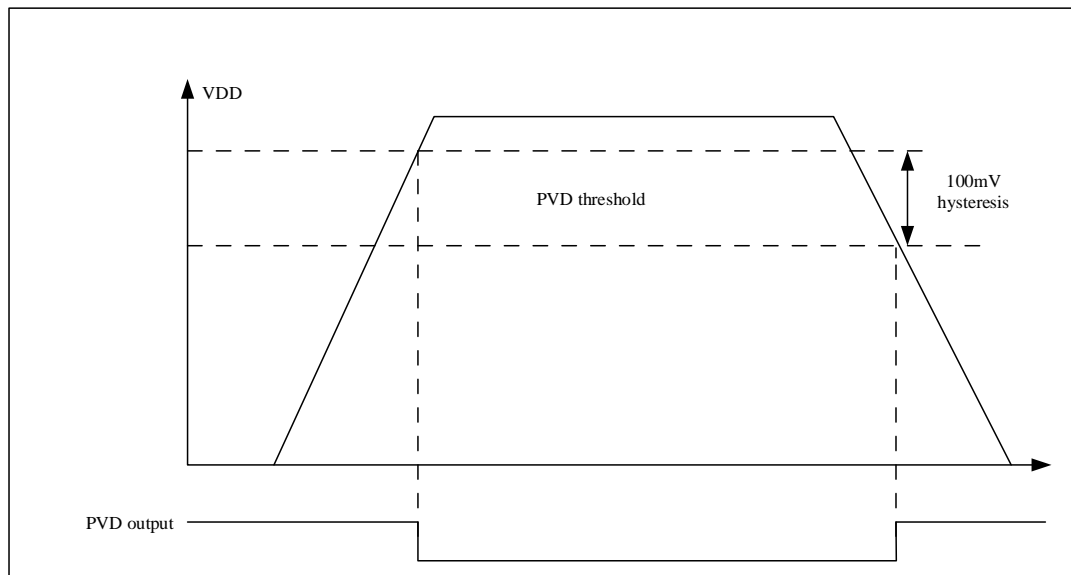 VDD
PVD threshold
100mV
hysteresis
PVD output